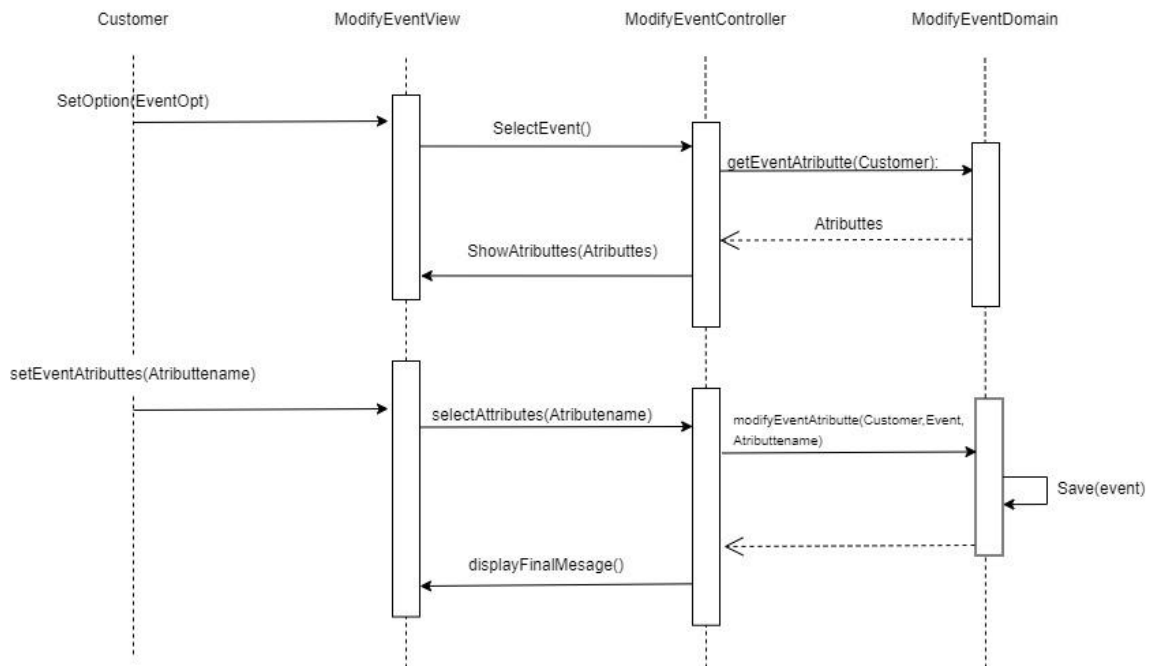 Customer
ModifyEventView
ModifyEventController
ModifyEventDomain
SetOption(EventOpt)
SelectEvent()
getEventAtributte(Customer):
Atributtes
ShowAtributtes(Atributtes)
setEventAtributtes(Atributtename)
selectAttributes(Atributename)
modifyEventAtributte(Customer,Event,
Atributtename)
Save(event)
displayFinalMesage()